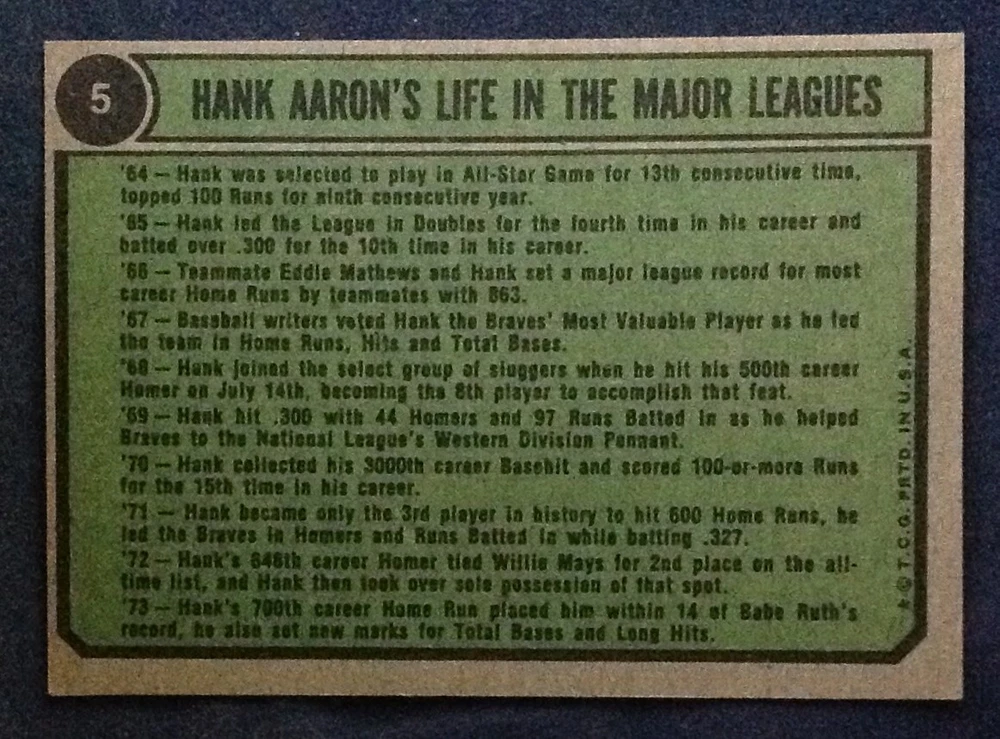 5
HANK AARON'S LIFE IN THE MAJOR LEAGUES
'64 — Hank was selected to play in All-Star Game for 13th consecutive time,
topped 100 Runs for ninth consecutive year.
'65 — Hank led the League in Doubles for the fourth time in his career and
batted over .300 for the 10th time in his career.
'66 — Teammate Eddie Mathews and Hank set a major league record for most
career Home Runs by teammates with 863.
'67 — Baseball writers voted Hank the Braves' Most Valuable Player as he led
the team in Home Runs, Hits and Total Bases.
'68 — Hank joined the select group of sluggers when he hit his 500th career
Homer on July 14th, becoming the 8th player to accomplish that feat.
'69 — Hank hit .300 with 44 Homers and 97 Runs Batted In as he helped
Braves to the National League's Western Division Pennant.
'70 — Hank collected his 3000th career Basehit and scored 100-or-more Runs
for the 15th time in his career.
'71 — Hank became only the 3rd player in history to hit 600 Home Runs, he
led the Braves in Homers and Runs Batted In while batting .327.
'72 — Hank's 648th career Homer tied Willie Mays for 2nd place on the all-
time list, and Hank then took over sole possession of that spot.
'73 — Hank's 700th career Home Run placed him within 14 of Babe Ruth's
record, he also set new marks for Total Bases and Long Hits.
★ © T.C.G. PRTD. IN U.S.A.